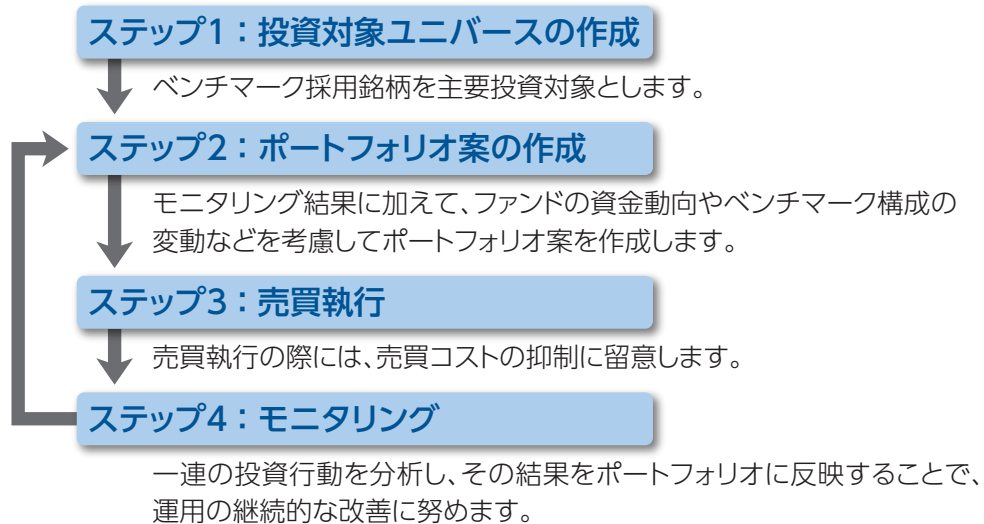 ステップ1：投資対象ユニバースの作成
ベンチマーク採用銘柄を主要投資対象とします。
ステップ2：ポートフォリオ案の作成
モニタリング結果に加えて、ファンドの資金動向やベンチマーク構成の
変動などを考慮してポートフォリオ案を作成します。
ステップ3：売買執行
売買執行の際には、売買コストの抑制に留意します。
ステップ4：モニタリング
一連の投資行動を分析し、その結果をポートフォリオに反映することで、
運用の継続的な改善に努めます。